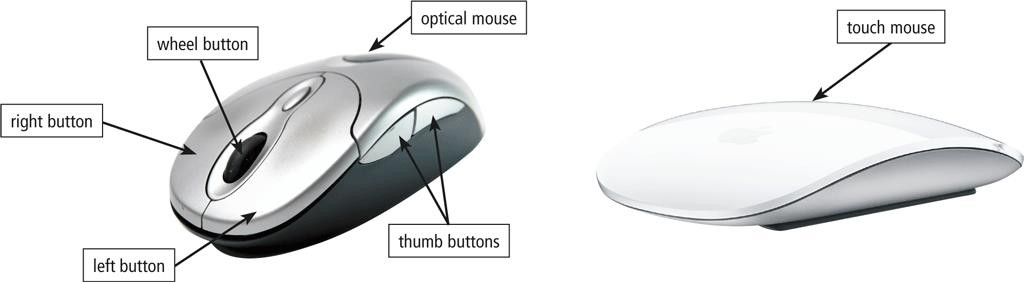 optical mouse
wheel button
right button
left button
thumb buttons
touch mouse